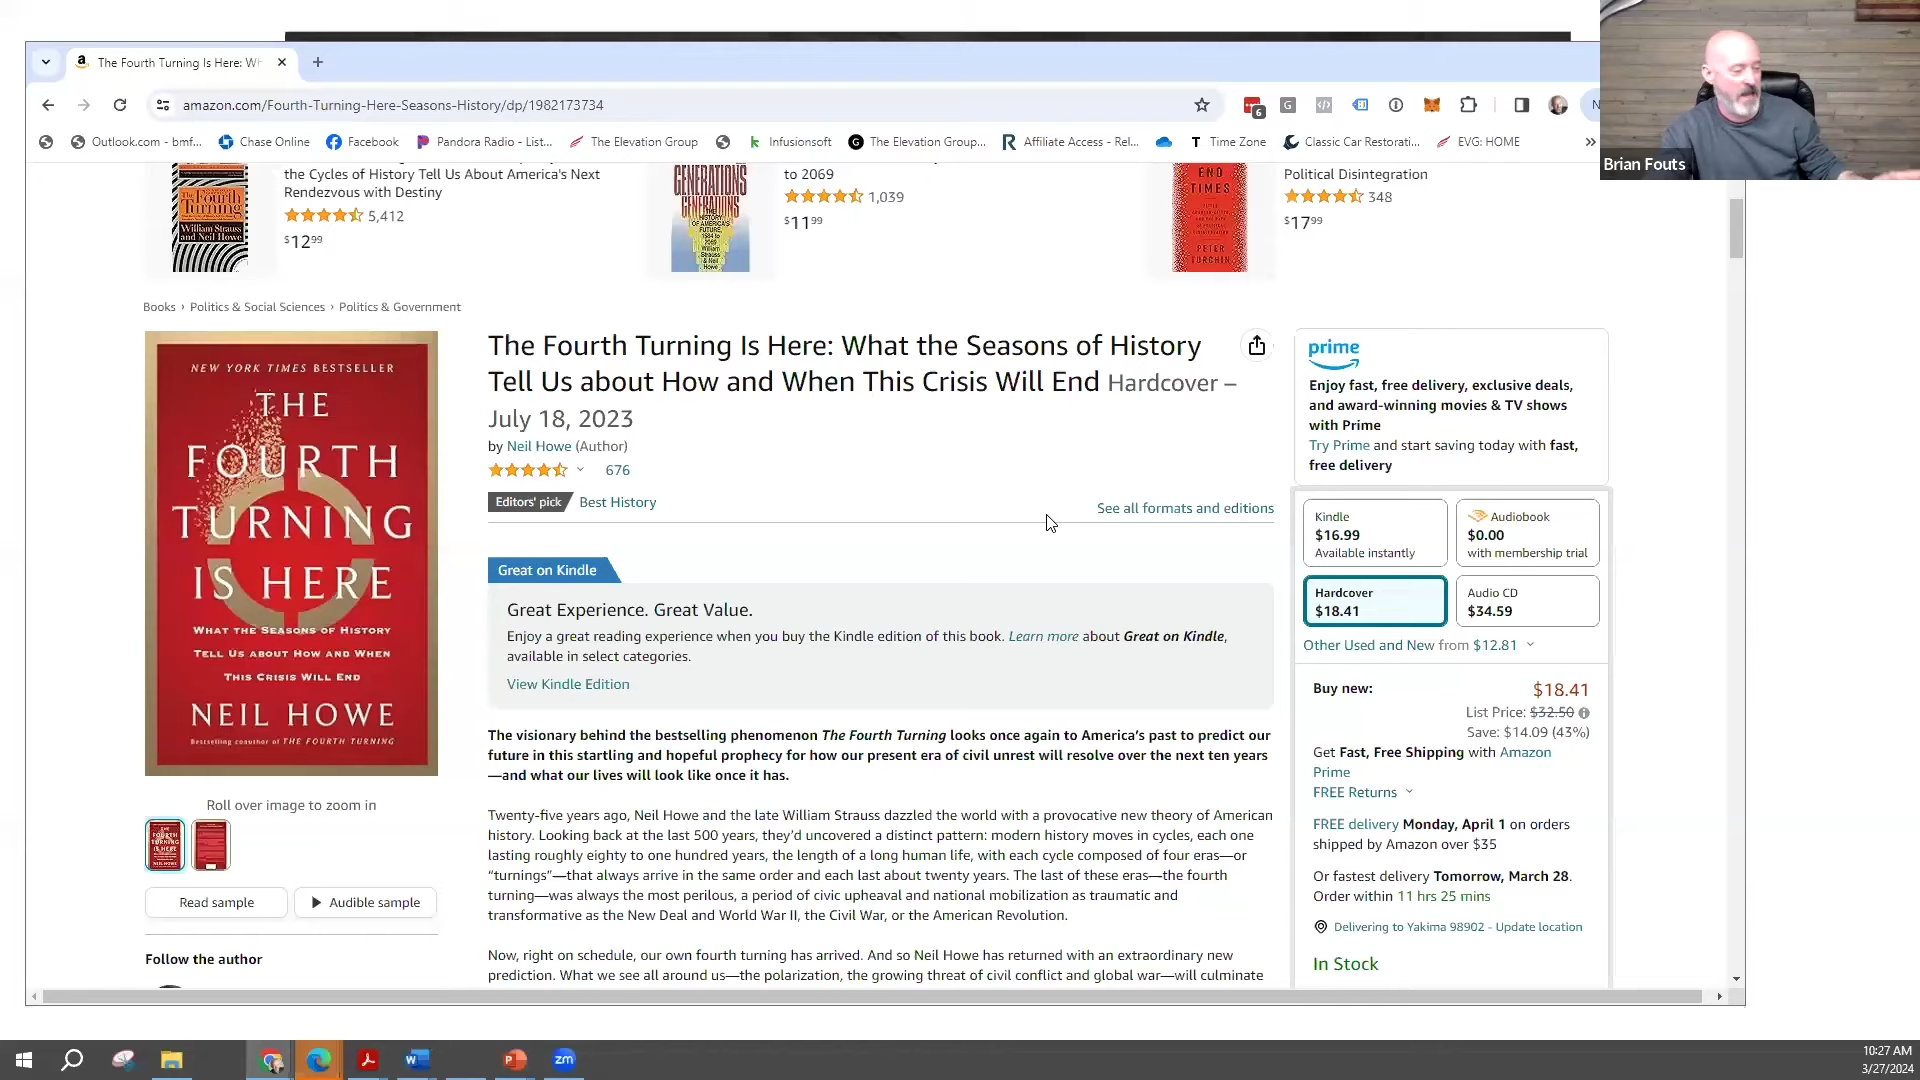 The Fourth Turning Is Here: Wh
amazon.com/Fourth-Turning-Here-Seasons-History/dp/1982173734
6
G
N
Outlook.com - bmf...
Chase Online
Facebook
Pandora Radio - List...
The Elevation Group
Infusionsoft
The Elevation Group...
Affiliate Access - Rel...
Time Zone
Classic Car Restorati...
EVG: HOME
Brian Fouts
The Fourth Turning
William Strauss
and Neil Howe
the Cycles of History Tell Us About America's Next
Rendezvous with Destiny
5,412
$12.99
GENERATIONS
to 2069
1,039
$11.99
END
TIMES
PETER
TURCHIN
Political Disintegration
348
$17.99
Books › Politics & Social Sciences › Politics & Government
NEW YORK TIMES BESTSELLER
THE
FOURTH
TURNING
IS HERE
WHAT THE SEASONS OF HISTORY
TELL US ABOUT HOW AND WHEN
THIS CRISIS WILL END
NEIL HOWE
Bestselling coauthor of THE FOURTH TURNING
Roll over image to zoom in
Read sample
Audible sample
Follow the author
The Fourth Turning Is Here: What the Seasons of History
Tell Us about How and When This Crisis Will End Hardcover –
July 18, 2023
by Neil Howe (Author)
676
Editors' pick Best History
See all formats and editions
Great on Kindle
Great Experience. Great Value.
Enjoy a great reading experience when you buy the Kindle edition of this book. Learn more about Great on Kindle,
available in select categories.
View Kindle Edition
The visionary behind the bestselling phenomenon The Fourth Turning looks once again to America’s past to predict our
future in this startling and hopeful prophecy for how our present era of civil unrest will resolve over the next ten years
—and what our lives will look like once it has.
Twenty-five years ago, Neil Howe and the late William Strauss dazzled the world with a provocative new theory of American
history. Looking back at the last 500 years, they’d uncovered a distinct pattern: modern history moves in cycles, each one
lasting roughly eighty to one hundred years, the length of a long human life, with each cycle composed of four eras—or
“turnings”—that always arrive in the same order and each last about twenty years. The last of these eras—the fourth
turning—was always the most perilous, a period of civic upheaval and national mobilization as traumatic and
transformative as the New Deal and World War II, the Civil War, or the American Revolution.
Now, right on schedule, our own fourth turning has arrived. And so Neil Howe has returned with an extraordinary new
prediction. What we see all around us—the polarization, the growing threat of civil conflict and global war—will culminate
prime
Enjoy fast, free delivery, exclusive deals,
and award-winning movies & TV shows
with Prime
Try Prime and start saving today with fast,
free delivery
Kindle
$16.99
Available instantly
Audiobook
$0.00
with membership trial
Hardcover
$18.41
Audio CD
$34.59
Other Used and New from $12.81
Buy new:
$18.41
List Price: $32.50
Save: $14.09 (43%)
Get Fast, Free Shipping with Amazon
Prime
FREE Returns
FREE delivery Monday, April 1 on orders
shipped by Amazon over $35
Or fastest delivery Tomorrow, March 28.
Order within 11 hrs 25 mins
Delivering to Yakima 98902 - Update location
In Stock
zm
10:27 AM
3/27/2024